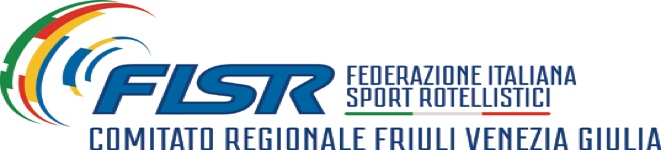 FISR
FEDERAZIONE ITALIANA
SPORT ROTELLISTICI
COMITATO REGIONALE FRIULI VENEZIA GIULIA